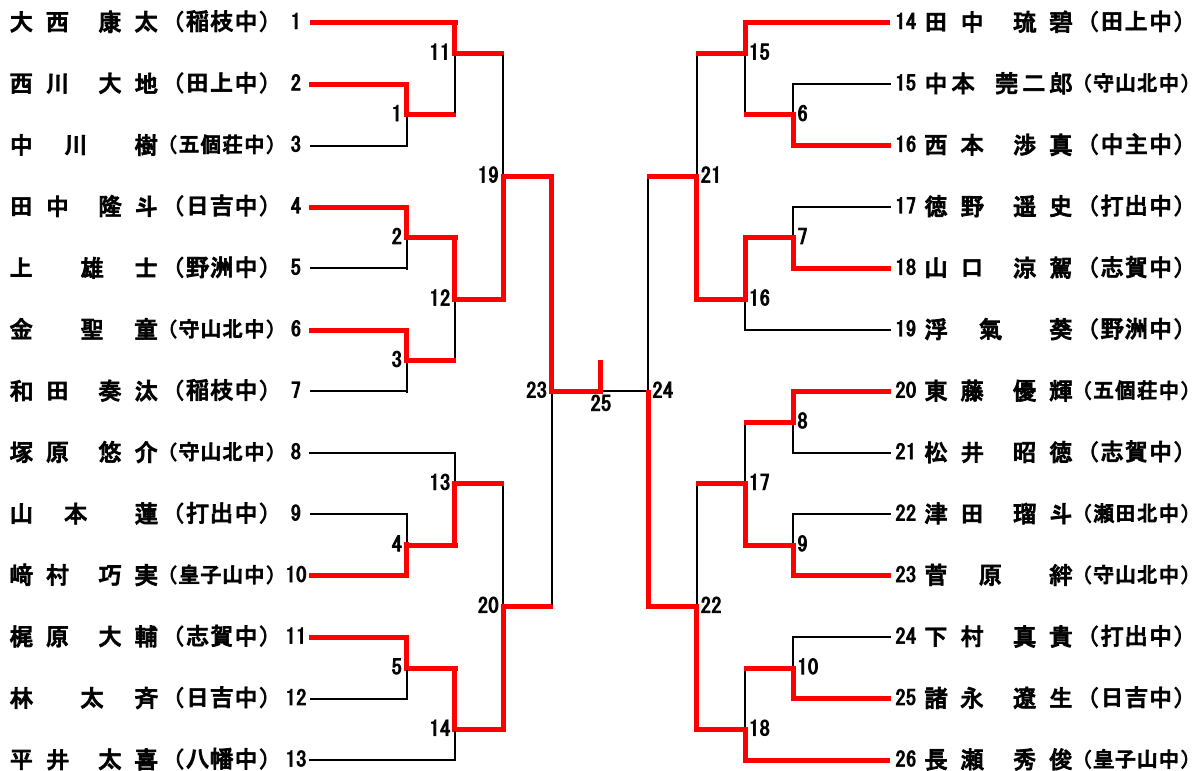 大西 康太 (稲枝中) 1
西川 大地 (田上中) 2
中川 樹 (五個荘中) 3
田中 隆斗 (日吉中) 4
上 雄士 (野洲中) 5
金 聖童 (守山北中) 6
和田 奏汰 (稲枝中) 7
塚原 悠介 (守山北中) 8
山本 蓮 (打出中) 9
﨑村 巧実 (皇子山中) 10
梶原 大輔 (志賀中) 11
林 太斉 (日吉中) 12
平井 太喜 (八幡中) 13
11
1
19
2
12
3
23
13
4
20
5
14
25
15
6
21
7
16
24
8
17
9
22
10
18
14 田中 琉碧 (田上中)
15 中本 莞二郎 (守山北中)
16 西本 渉真 (中主中)
17 徳野 遥史 (打出中)
18 山口 涼駕 (志賀中)
19 浮氣 葵 (野洲中)
20 東藤 優輝 (五個荘中)
21 松井 昭徳 (志賀中)
22 津田 瑠斗 (瀬田北中)
23 菅原 絆 (守山北中)
24 下村 真貴 (打出中)
25 諸永 遼生 (日吉中)
26 長瀬 秀俊 (皇子山中)